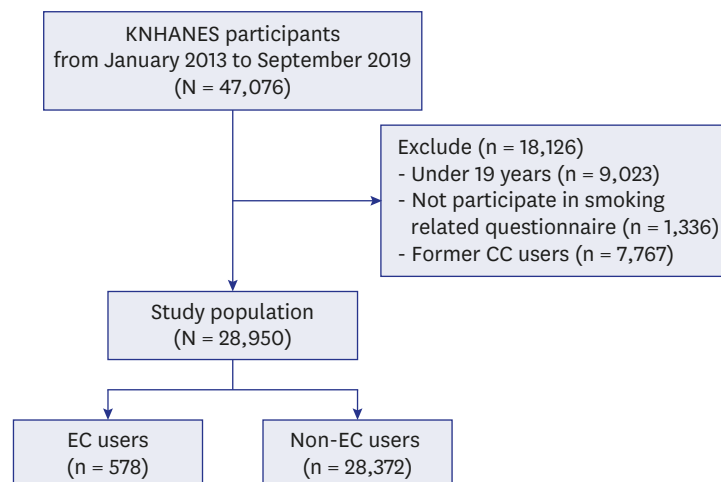 KNHANES participants
from January 2013 to September 2019
(N = 47,076)
Exclude (n = 18,126)
- Under 19 years (n = 9,023)
- Not participate in smoking
related questionnaire (n = 1,336)
- Former CC users (n = 7,767)
Study population
(N = 28,950)
EC users
(n = 578)
Non-EC users
(n = 28,372)